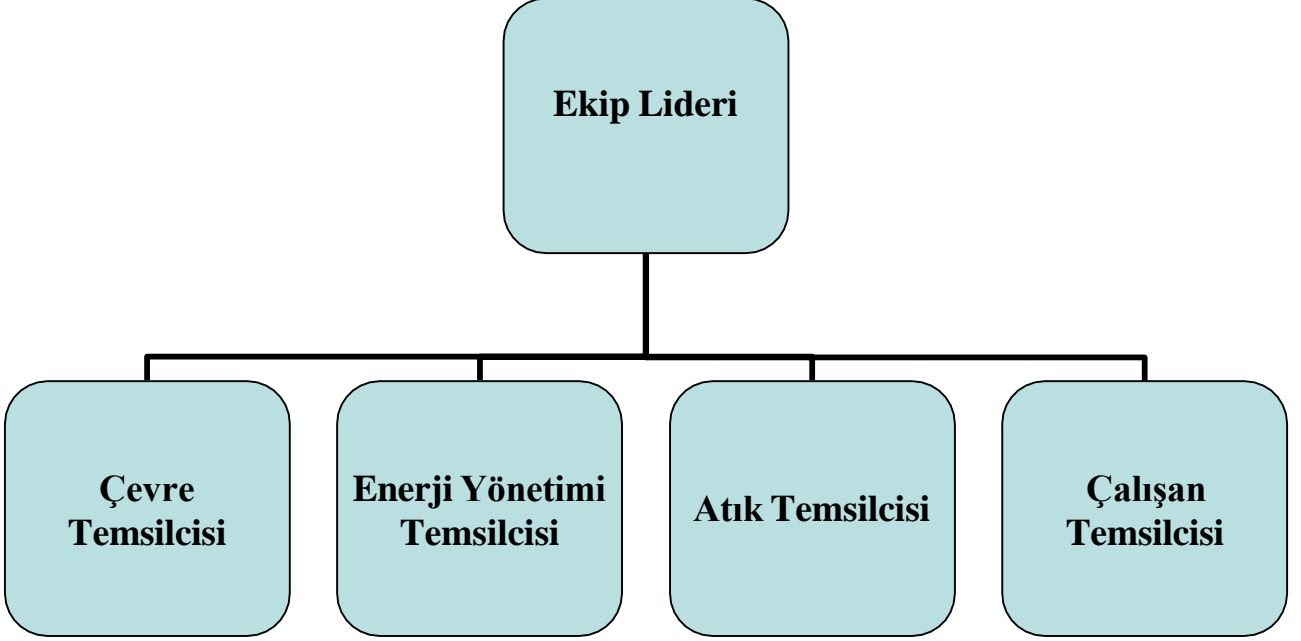 Ekip Lideri
Çevre
Temsilcisi
Enerji Yönetimi
Temsilcisi
Atık Temsilcisi
Çalışan
Temsilcisi